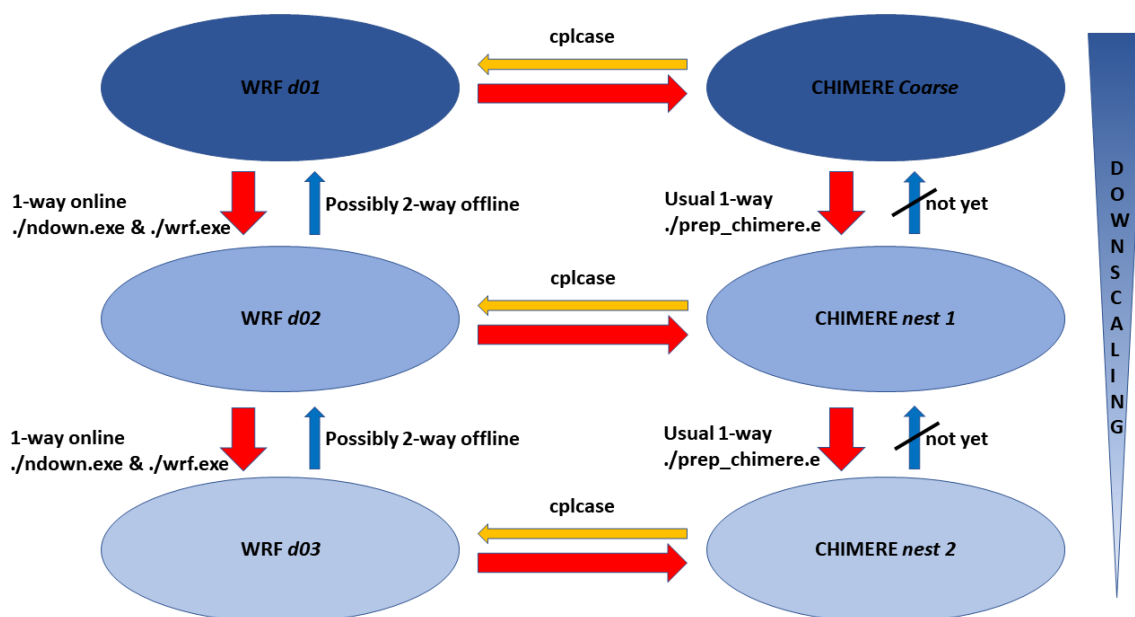 cplcase
WRF d01
CHIMERE Coarse
1-way online
./ndown.exe & ./wrf.exe
Possibly 2-way offline
Usual 1-way
./prep_chimere.e
not yet
cplcase
WRF d02
CHIMERE nest 1
1-way online
./ndown.exe & ./wrf.exe
Possibly 2-way offline
Usual 1-way
./prep_chimere.e
not yet
cplcase
WRF d03
CHIMERE nest 2
DOWNSCALING